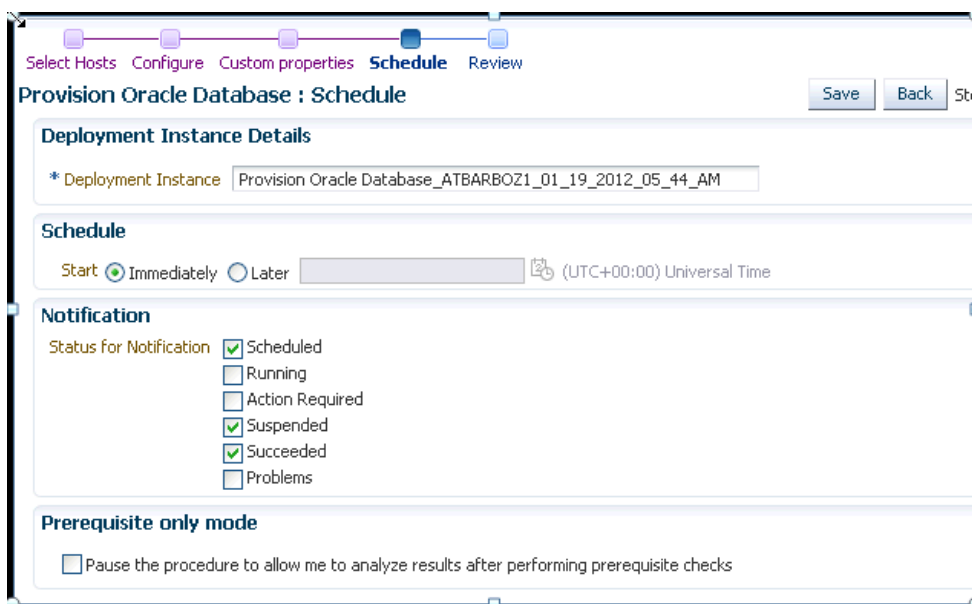 Select Hosts Configure Custom properties Schedule Review
Provision Oracle Database : Schedule Save Back
Deployment Instance Details
* Deployment Instance Provision Oracle Database_ATBARBOZ1_01_19_2012_05_44_AM
Schedule
Start Immediately Later (UTC+00:00) Universal Time
Notification
Status for Notification Scheduled
Running
Action Required
Suspended
Succeeded
Problems
Prerequisite only mode
Pause the procedure to allow me to analyze results after performing prerequisite checks